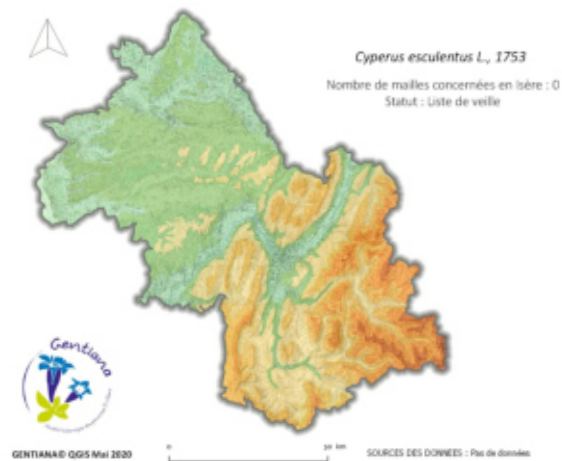 Cyperus esculentus L., 1753
Nombre de mailles concernées en Isère : 0
Statut : Liste de veille
Gentiana
GENTIANA© QGIS Mai 2020
0
50 km
SOURCES DES DONNÉES : Pas de données